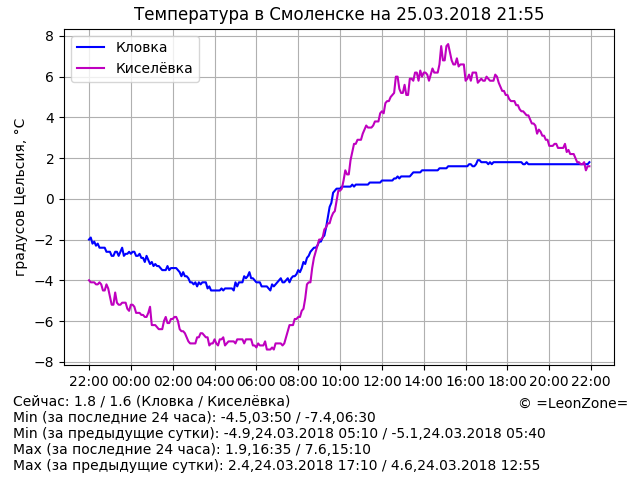 Температура в Смоленске на 25.03.2018 21:55
Кловка
Киселёвка
градусов Цельсия, °C
8
6
4
2
0
−2
−4
−6
−8
22:00 00:00 02:00 04:00 06:00 08:00 10:00 12:00 14:00 16:00 18:00 20:00 22:00
Сейчас: 1.8 / 1.6 (Кловка / Киселёвка)
© =LeonZone=
Min (за последние 24 часа): -4.5,03:50 / -7.4,06:30
Min (за предыдущие сутки): -4.9,24.03.2018 05:10 / -5.1,24.03.2018 05:40
Max (за последние 24 часа): 1.9,16:35 / 7.6,15:10
Max (за предыдущие сутки): 2.4,24.03.2018 17:10 / 4.6,24.03.2018 12:55